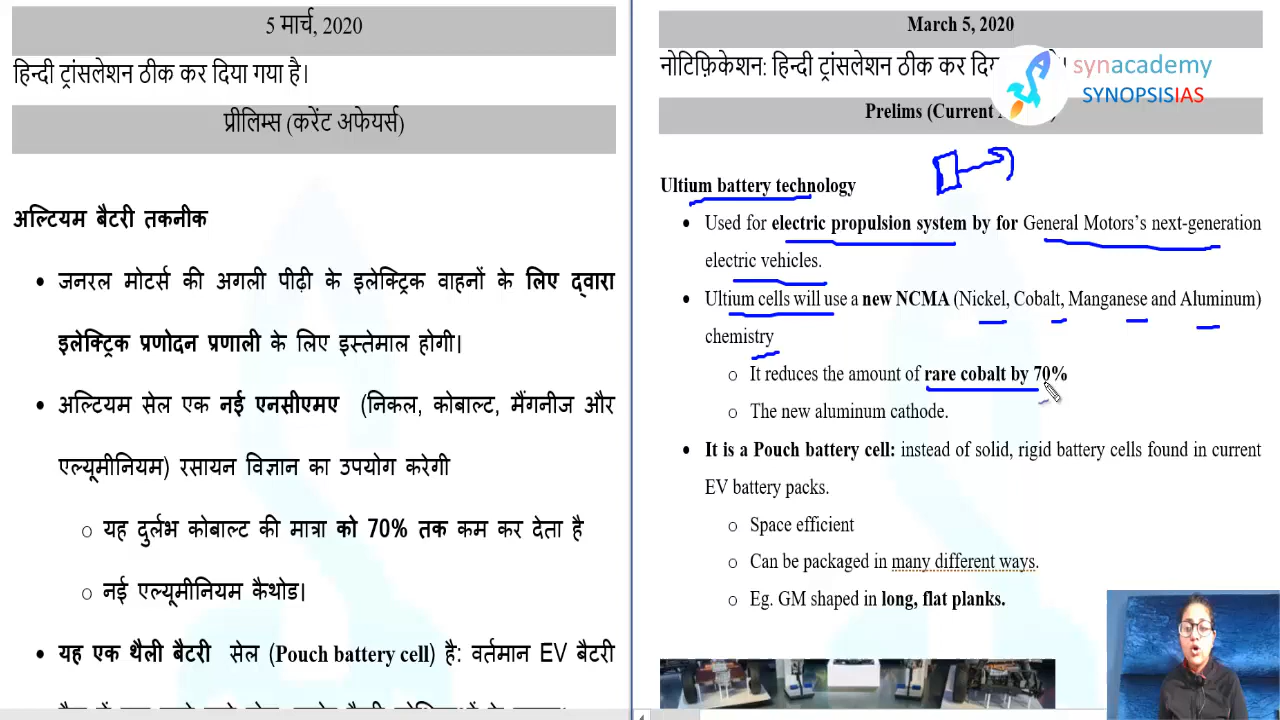 5 मार्च, 2020
हिन्दी ट्रांसलेशन ठीक कर दिया गया है।
प्रीलिम्स (करेंट अफेयर्स)
अल्टियम बैटरी तकनीक
• जनरल मोटर्स की अगली पीढ़ी के इलेक्ट्रिक वाहनों के लिए द्वारा
इलेक्ट्रिक प्रणोदन प्रणाली के लिए इस्तेमाल होगी।
• अल्टियम सेल एक नई एनसीएमए (निकल, कोबाल्ट, मैंगनीज और
एल्यूमीनियम) रसायन विज्ञान का उपयोग करेगी
o यह दुर्लभ कोबाल्ट की मात्रा को 70% तक कम कर देता है
o नई एल्यूमीनियम कैथोड।
• यह एक थैली बैटरी सेल (Pouch battery cell) है: वर्तमान EV बैटरी
March 5, 2020
नोटिफ़िकेशन: हिन्दी ट्रांसलेशन ठीक कर
synacademy
SYNOPSISIAS
Prelims (Current
Ultium battery technology
• Used for electric propulsion system by for General Motors's next-generation
electric vehicles.
• Ultium cells will use a new NCMA (Nickel, Cobalt, Manganese and Aluminum)
chemistry
o It reduces the amount of rare cobalt by 70%
o The new aluminum cathode.
• It is a Pouch battery cell: instead of solid, rigid battery cells found in current
EV battery packs.
o Space efficient
o Can be packaged in many different ways.
o Eg. GM shaped in long, flat planks.